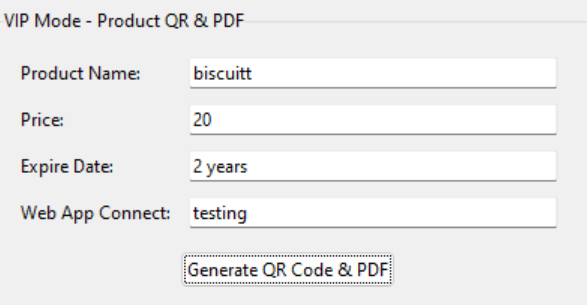 VIP Mode - Product QR & PDF
Product Name: biscuitt
Price: 20
Expire Date: 2 years
Web App Connect: testing
Generate QR Code & PDF